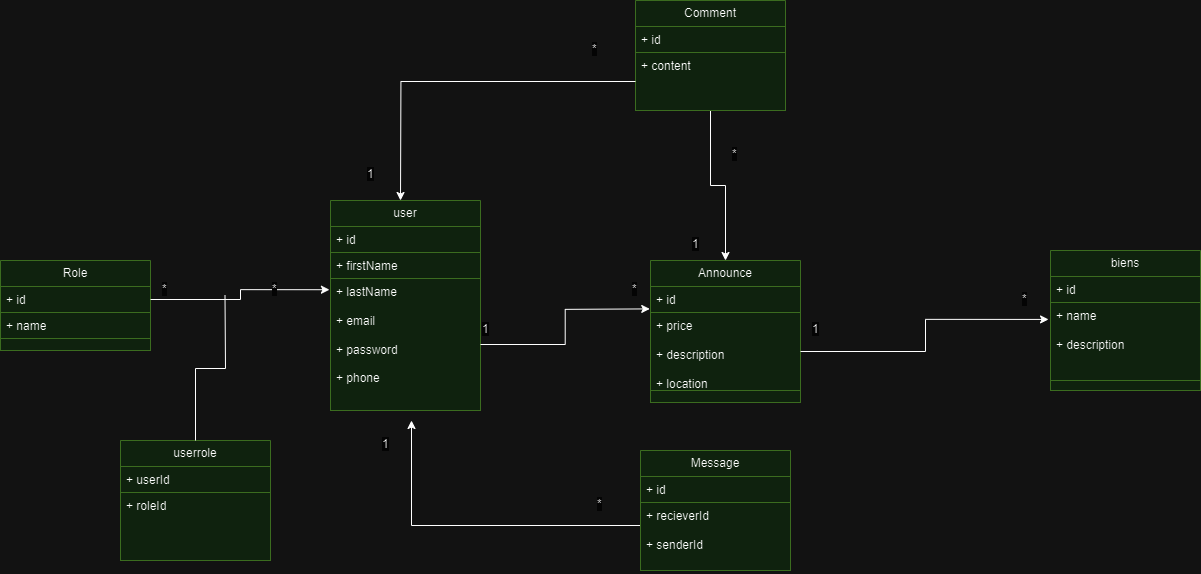 Comment
+ id
+ content
*
1
*
1
user
+ id
+ firstName
+ lastName
+ email
+ password
+ phone
Role
+ id
+ name
*
*
userrole
+ userId
+ roleId
1
*
Announce
+ id
+ price
+ description
+ location
1
*
biens
+ id
+ name
+ description
1
*
Message
+ id
+ recieverId
+ senderId